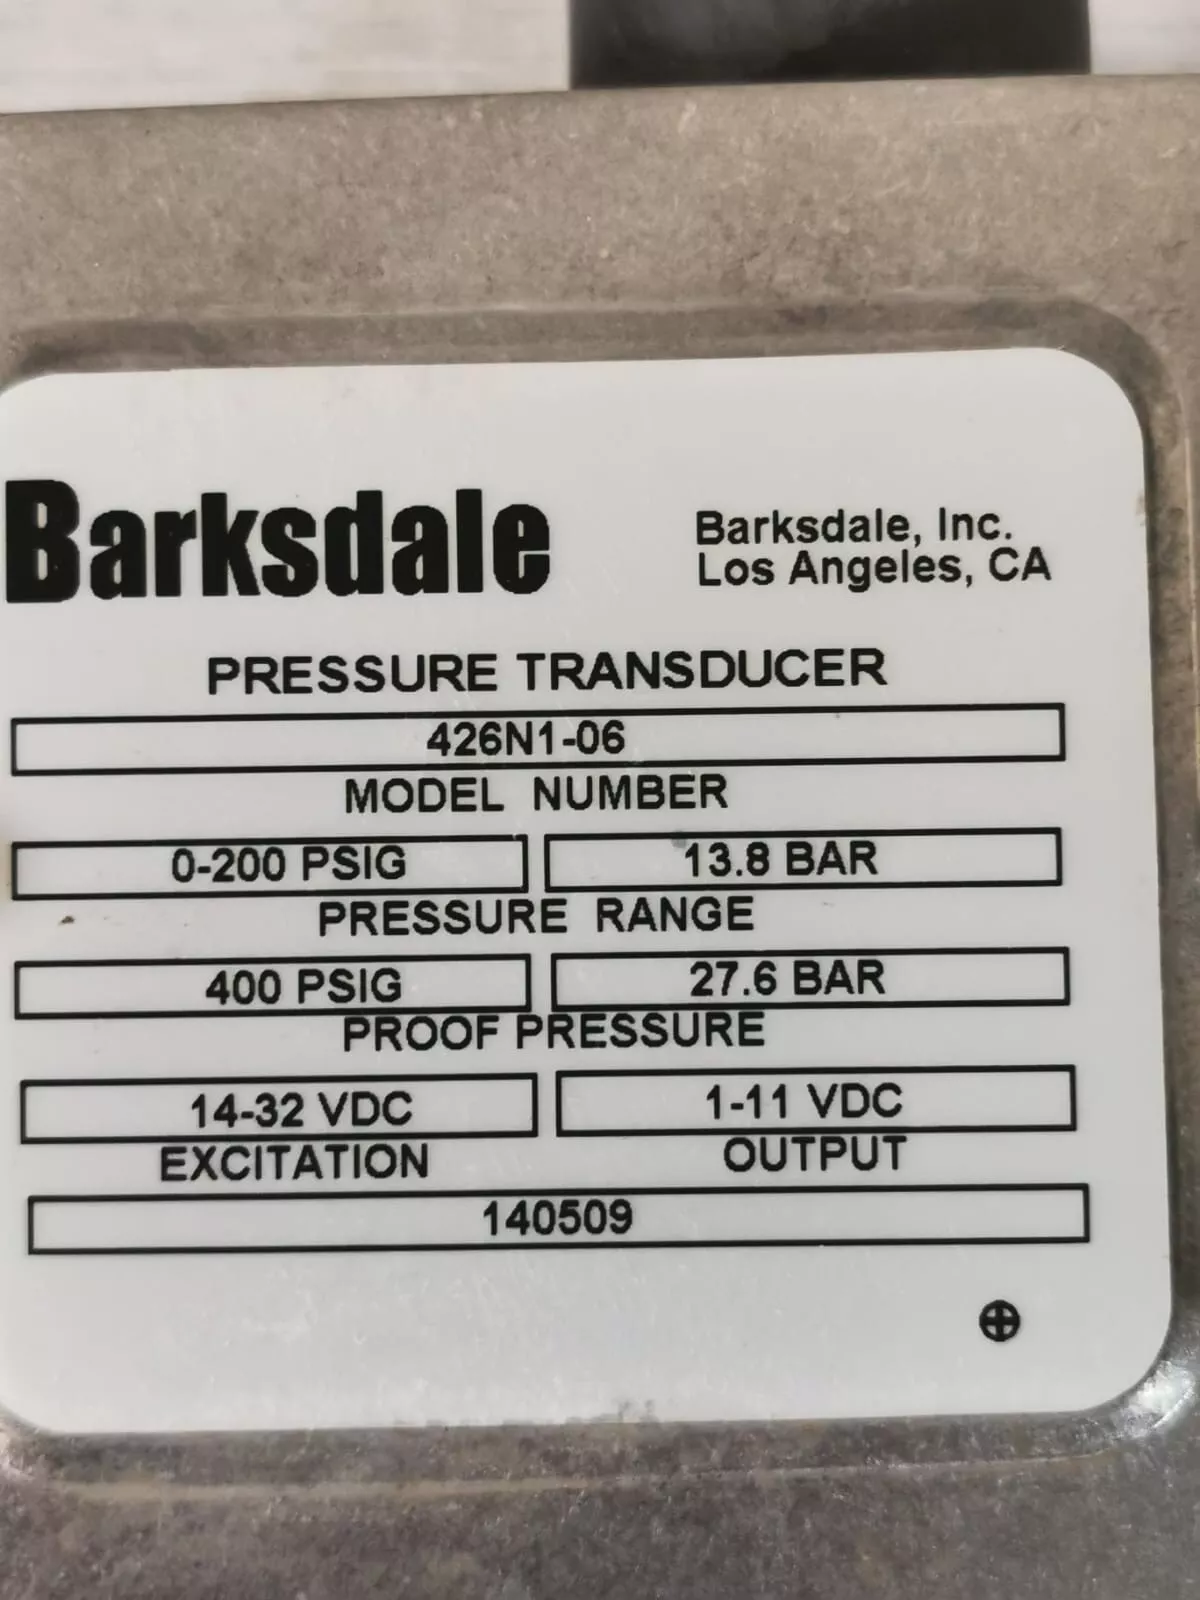 Barksdale
Barksdale, Inc.
Los Angeles, CA
PRESSURE TRANSDUCER
426N1-06
MODEL NUMBER
0-200 PSIG 13.8 BAR
PRESSURE RANGE
400 PSIG 27.6 BAR
PROOF PRESSURE
14-32 VDC 1-11 VDC
EXCITATION OUTPUT
140509